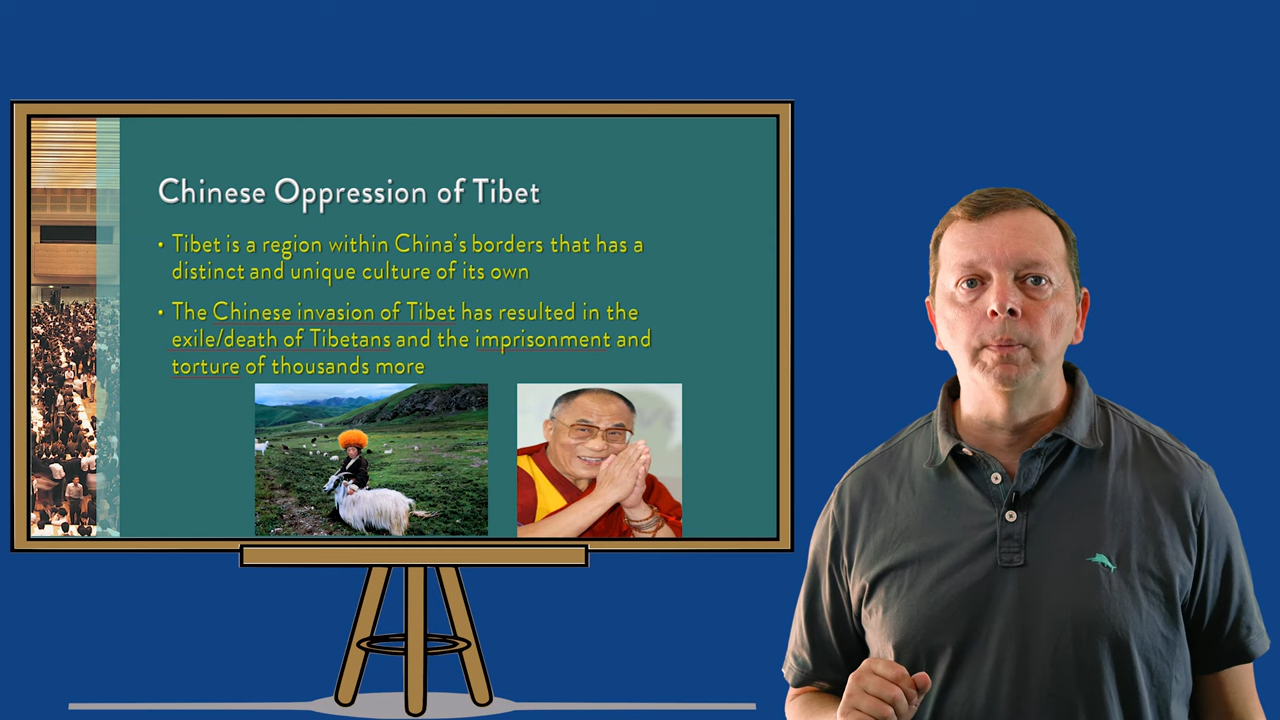 Chinese Oppression of Tibet
• Tibet is a region within China's borders that has a
distinct and unique culture of its own
• The Chinese invasion of Tibet has resulted in the
exile/death of Tibetans and the imprisonment and
torture of thousands more